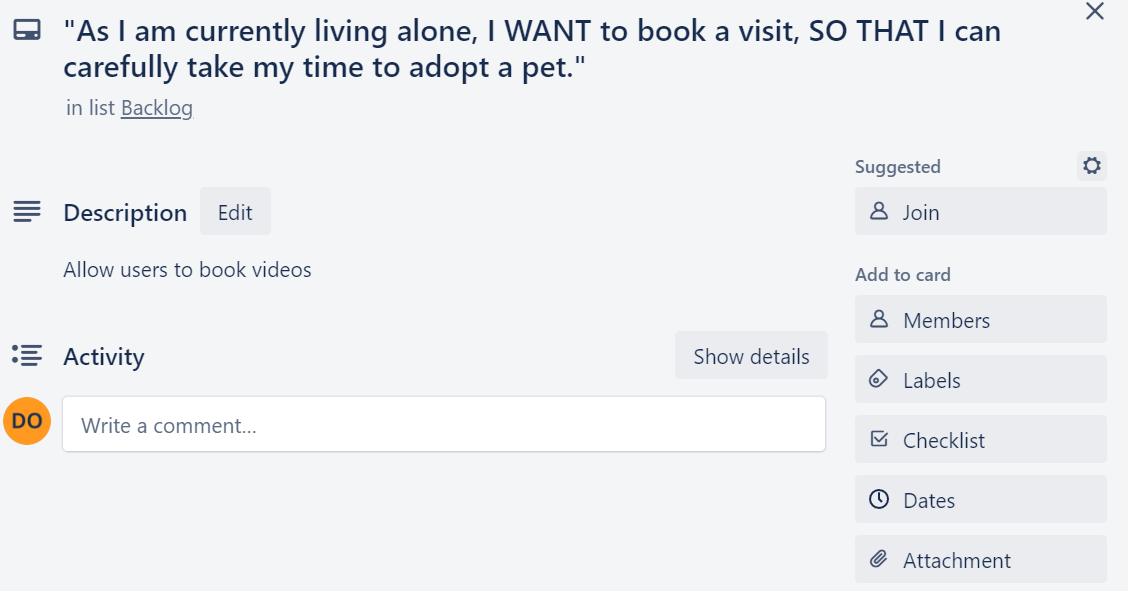 "As I am currently living alone, I WANT to book a visit, SO THAT I can
carefully take my time to adopt a pet."
in list Backlog
Suggested
Description Edit
Join
Allow users to book videos
Add to card
Members
Activity Show details
Labels
DO Write a comment...
Checklist
Dates
Attachment